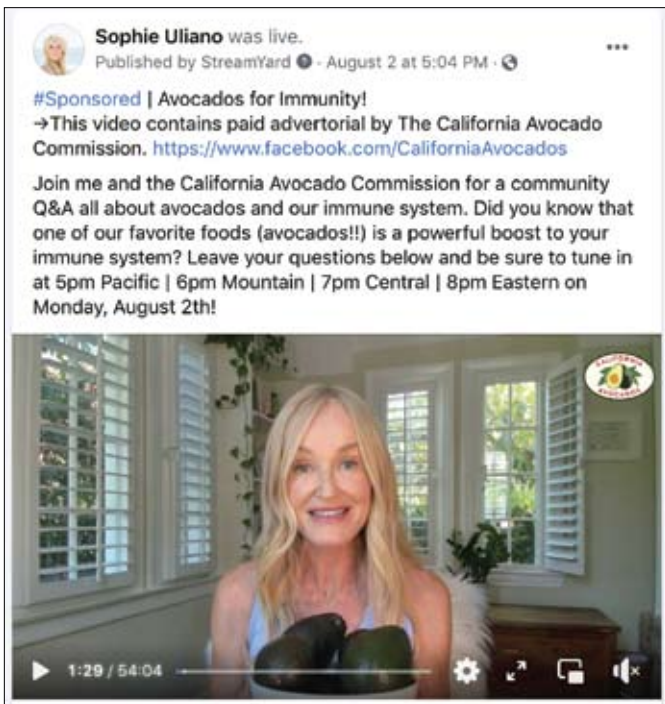 Sophie Uliano was live.
Published by StreamYard · August 2 at 5:04 PM ·
#Sponsored | Avocados for Immunity!
→This video contains paid advertorial by The California Avocado
Commission. https://www.facebook.com/CaliforniaAvocados
Join me and the California Avocado Commission for a community
Q&A all about avocados and our immune system. Did you know that
one of our favorite foods (avocados!!) is a powerful boost to your
immune system? Leave your questions below and be sure to tune in
at 5pm Pacific | 6pm Mountain | 7pm Central | 8pm Eastern on
Monday, August 2th!
CALIFORNIA
AVOCADOS
1:29 / 54:04